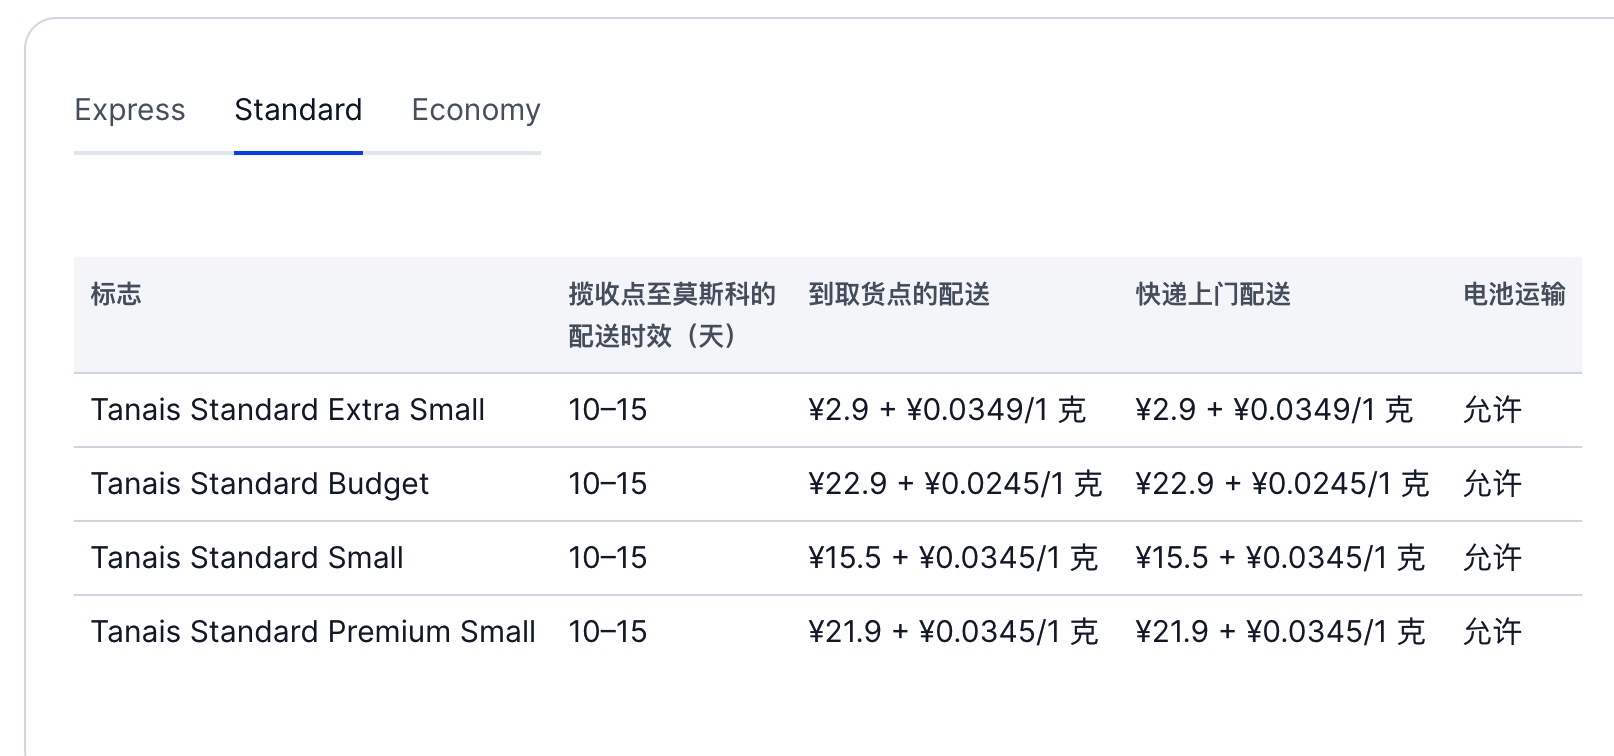 Express Standard Economy
标志 揽收点至莫斯科的 到取货点的配送 快递上门配送 电池运输
配送时效（天）
Tanais Standard Extra Small 10–15 ¥2.9 + ¥0.0349/1 克 ¥2.9 + ¥0.0349/1 克 允许
Tanais Standard Budget 10–15 ¥22.9 + ¥0.0245/1 克 ¥22.9 + ¥0.0245/1 克 允许
Tanais Standard Small 10–15 ¥15.5 + ¥0.0345/1 克 ¥15.5 + ¥0.0345/1 克 允许
Tanais Standard Premium Small 10–15 ¥21.9 + ¥0.0345/1 克 ¥21.9 + ¥0.0345/1 克 允许